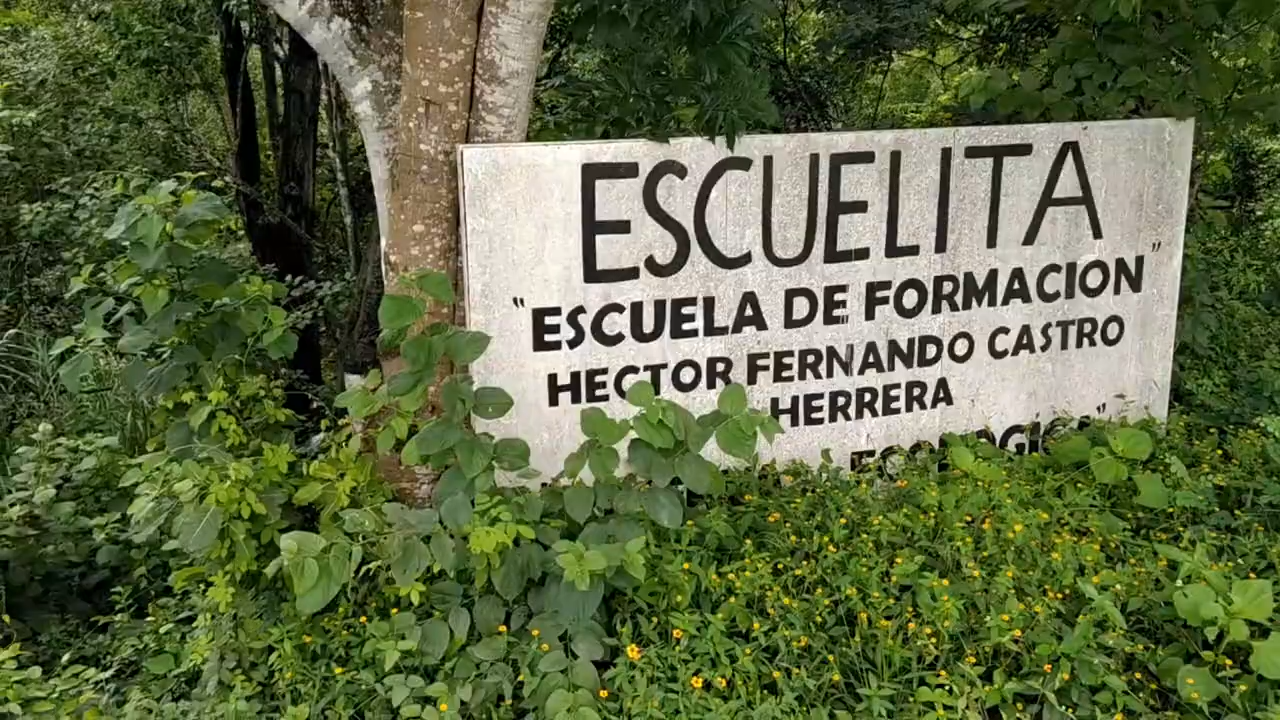 ESCUELITA
"ESCUELA DE FORMACION"
HECTOR FERNANDO CASTRO
HERRERA